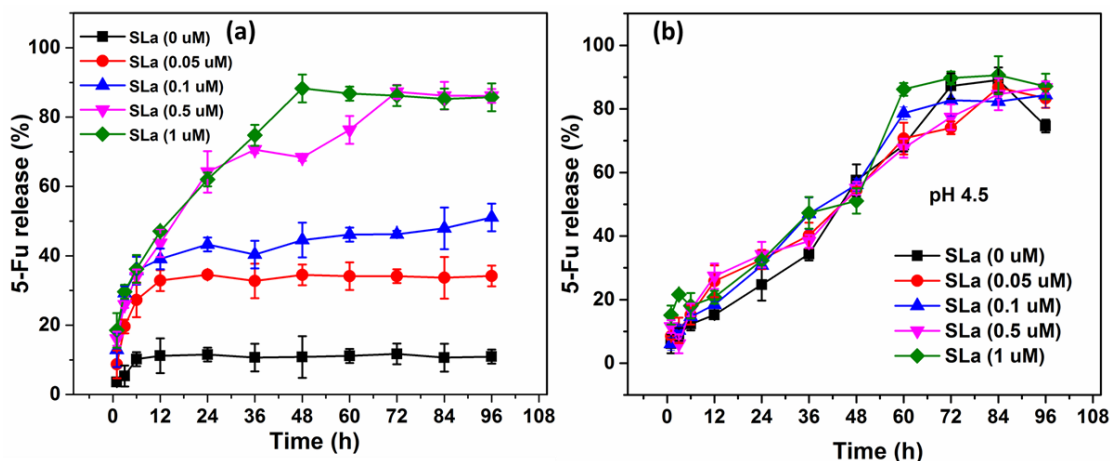 (a)
SLa (0 uM)
SLa (0.05 uM)
SLa (0.1 uM)
SLa (0.5 uM)
SLa (1 uM)
5-Fu release (%)
100
80
60
40
20
0
0 12 24 36 48 60 72 84 96 108
Time (h)
(b)
5-Fu release (%)
100
80
60
40
20
0
pH 4.5
SLa (0 uM)
SLa (0.05 uM)
SLa (0.1 uM)
SLa (0.5 uM)
SLa (1 uM)
0 12 24 36 48 60 72 84 96 108
Time (h)